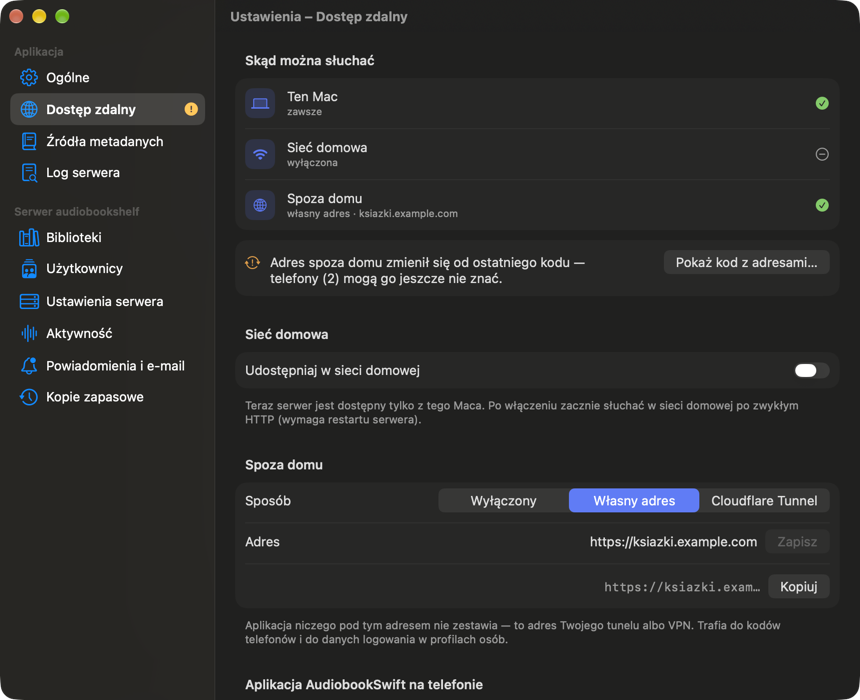 Ustawienia – Dostęp zdalny
Aplikacja
Ogólne
Dostęp zdalny
Źródła metadanych
Log serwera
Serwer audiobookshelf
Biblioteki
Użytkownicy
Ustawienia serwera
Aktywność
Powiadomienia i e-mail
Kopie zapasowe
Skąd można słuchać
Ten Mac
zawsze
Sieć domowa
wyłączona
Spoza domu
własny adres · ksiazki.example.com
Adres spoza domu zmienił się od ostatniego kodu —
telefony (2) mogą go jeszcze nie znać.
Pokaż kod z adresami...
Sieć domowa
Udostępniaj w sieci domowej
Teraz serwer jest dostępny tylko z tego Maca. Po włączeniu zacznie słuchać w sieci domowej po zwykłym
HTTP (wymaga restartu serwera).
Spoza domu
Sposób
Wyłączony
Własny adres
Cloudflare Tunnel
Adres
https://ksiazki.example.com
Zapisz
https://ksiazki.exam…
Kopiuj
Aplikacja niczego pod tym adresem nie zestawia — to adres Twojego tunelu albo VPN. Trafia do kodów
telefonów i do danych logowania w profilach osób.
Aplikacja AudiobookSwift na telefonie